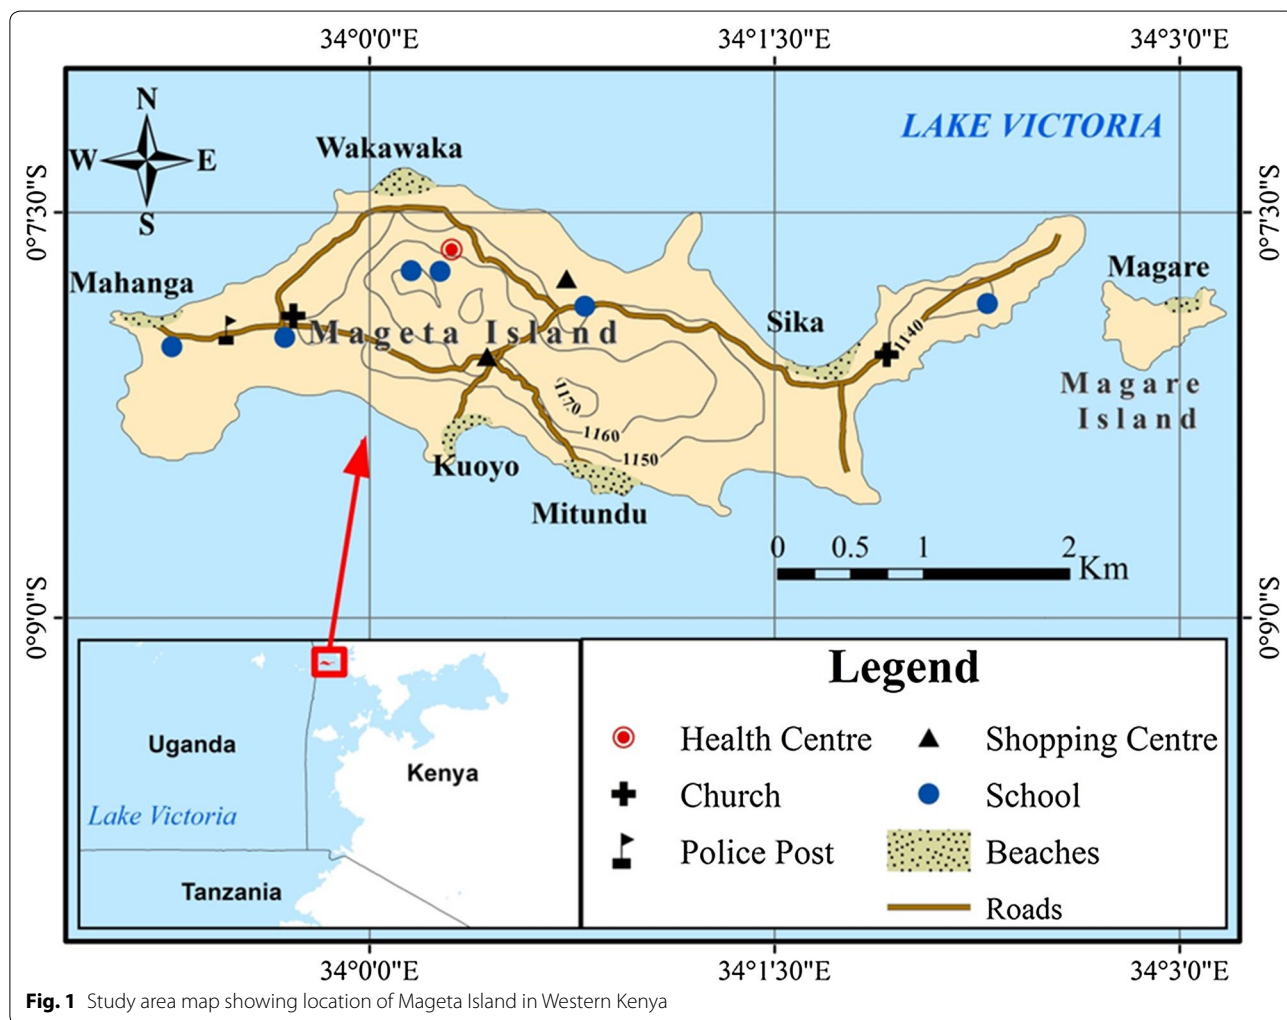 34°0'0"E 34°1'30"E 34°3'0"E
LAKE VICTORIA
N
W E
S
Wakawaka
0°7'30"S 0°7'30"S
Mahanga
Magare
Mageta Island
Sika
1140
Magare
Island
1170
1160
1150
Kuoyo
Mitundu
0 0.5 1 2
Km
0°9'0"S 0°9'0"S
Uganda
Kenya
Lake Victoria
Tanzania
Legend
Health Centre Shopping Centre
Church School
Police Post Beaches
Roads
34°0'0"E 34°1'30"E 34°3'0"E
Fig. 1 Study area map showing location of Mageta Island in Western Kenya